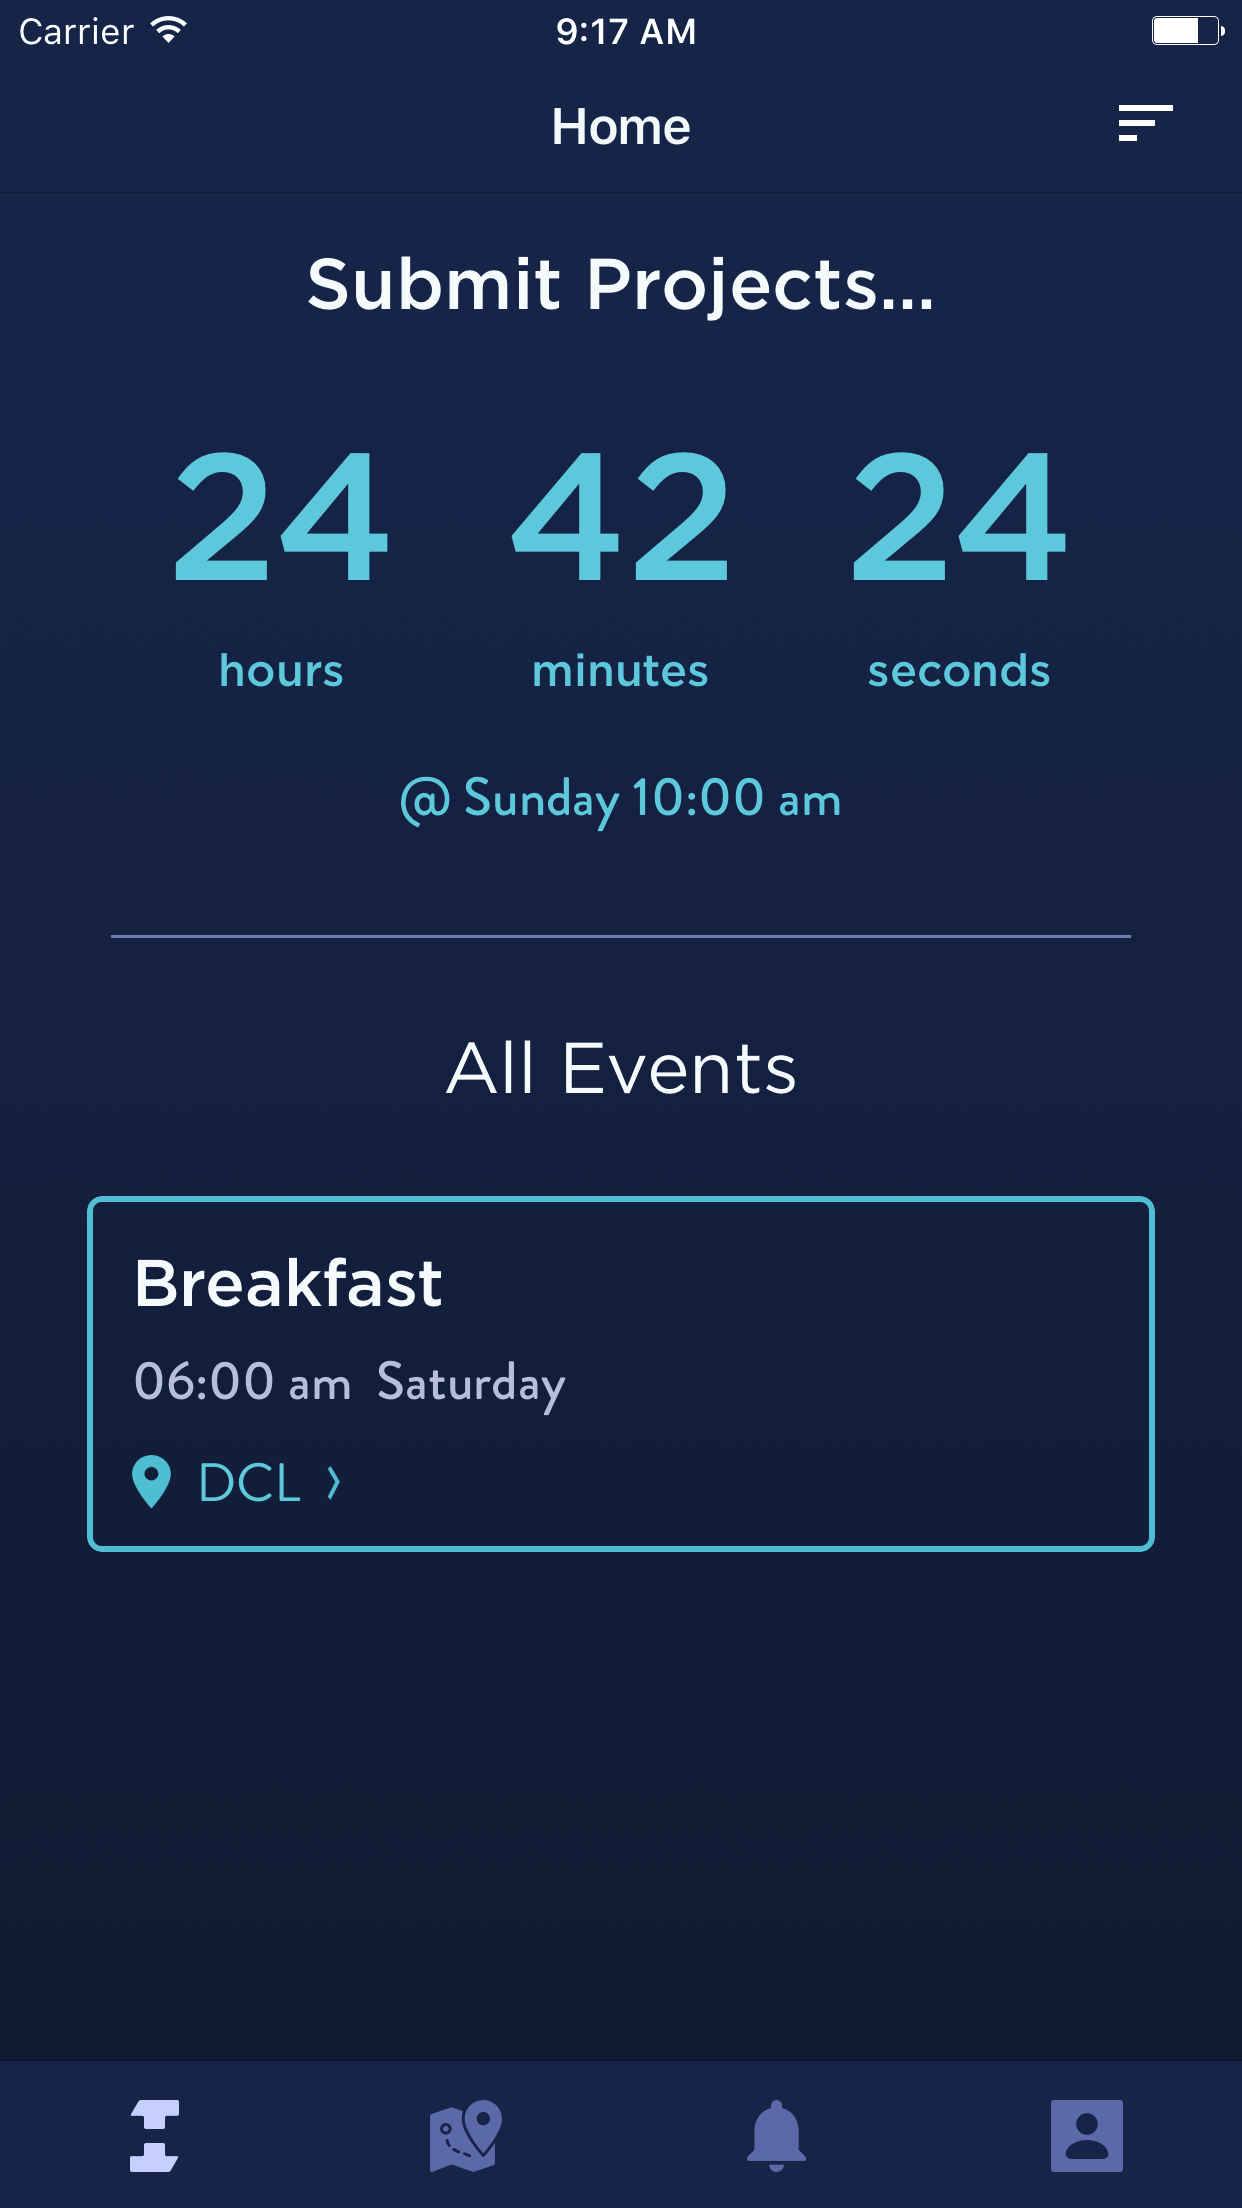 Carrier 9:17 AM
Home
Submit Projects...
24 42 24
hours minutes seconds
@ Sunday 10:00 am
All Events
Breakfast
06:00 am Saturday
DCL